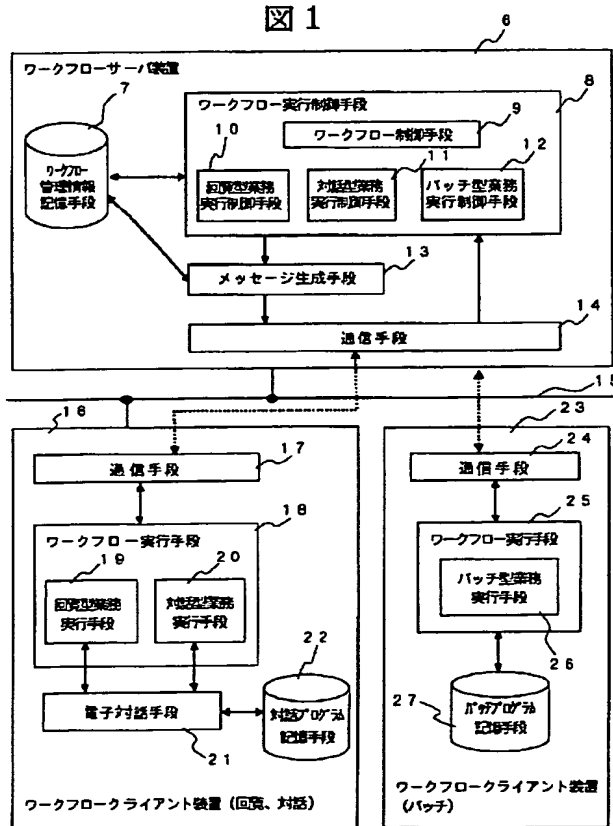 図１
6
ワークフローサーバ装置
7
8
ワークフロー実行制御手段
9
ワークフロー制御手段
10
11
12
ワークフロー
管理情報
記憶手段
回覧型業務
実行制御手段
対話型業務
実行制御手段
バッチ型業務
実行制御手段
13
メッセージ生成手段
14
通信手段
15
16
17
通信手段
18
ワークフロー実行手段
19
20
回覧型業務
実行手段
対話型業務
実行手段
22
電子対話手段
21
対話プログラム
記憶手段
ワークフロークライアント装置(回覧、対話)
23
24
通信手段
25
ワークフロー実行手段
バッチ型業務
実行手段
26
27
バッチプログラム
記憶手段
ワークフロークライアント装置
(バッチ)